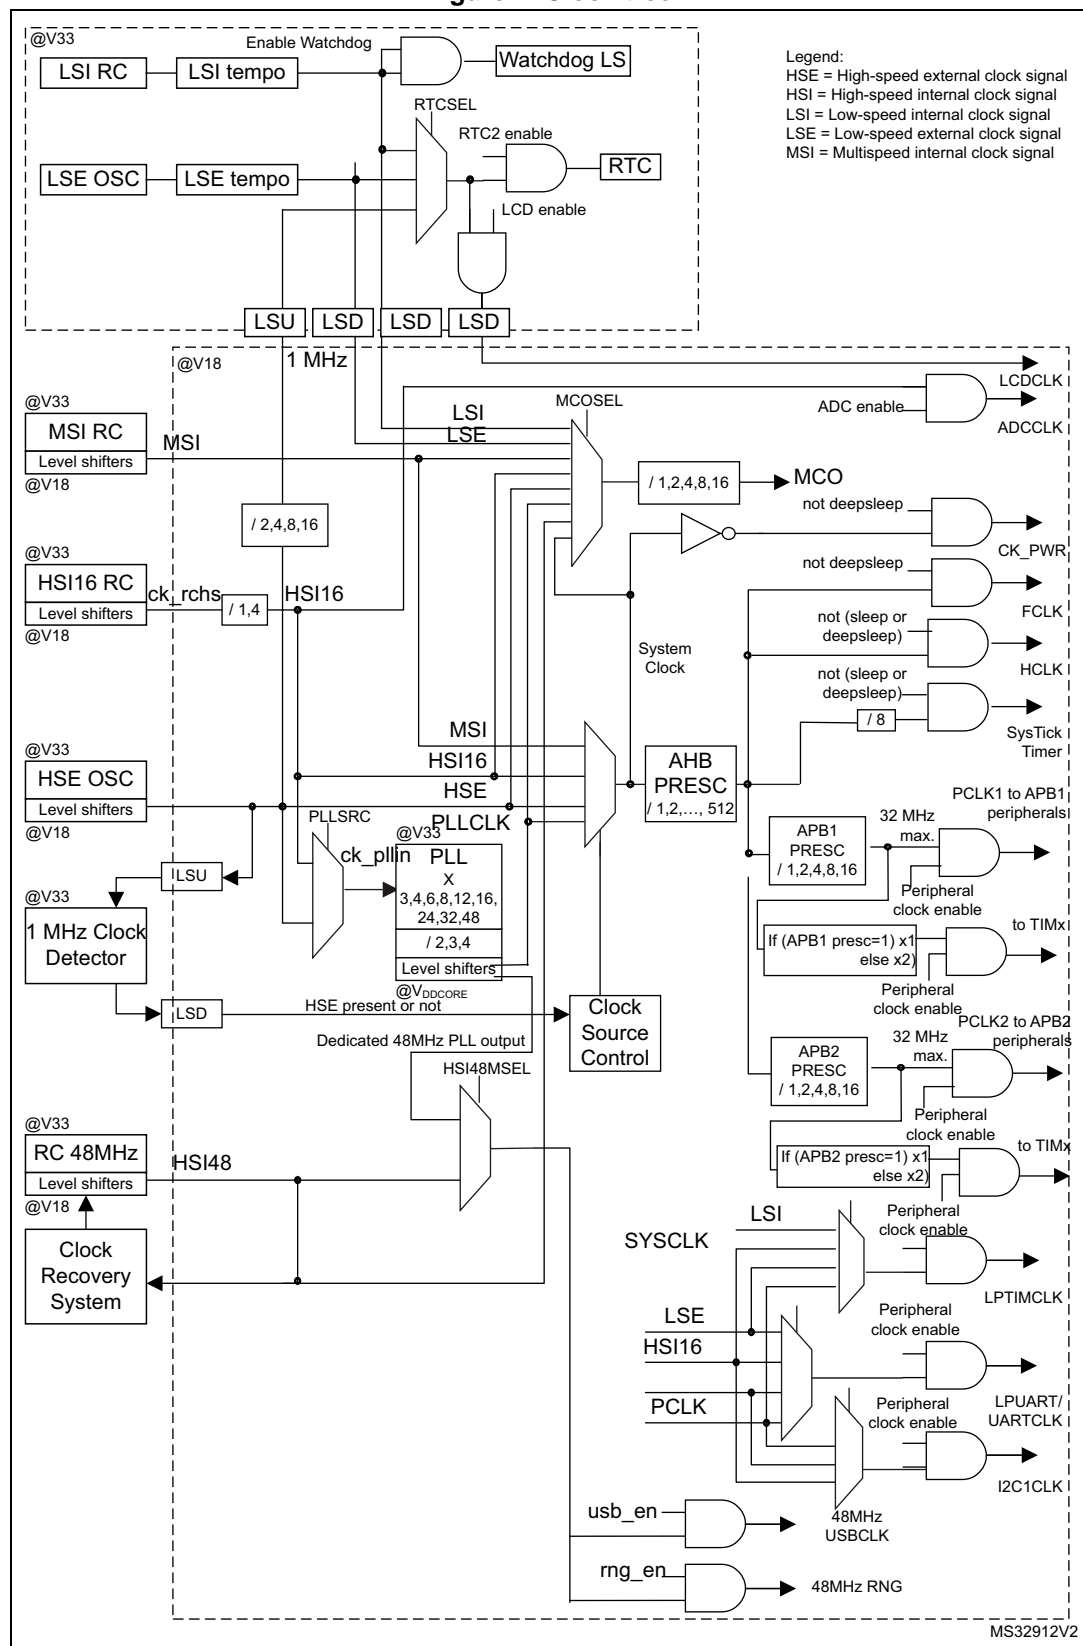 @V33
Enable Watchdog
LSI RC
LSI tempo
Watchdog LS
Legend:
HSE = High-speed external clock signal
HSI = High-speed internal clock signal
LSI = Low-speed internal clock signal
LSE = Low-speed external clock signal
MSI = Multispeed internal clock signal
RTCSEL
RTC2 enable
LSE OSC
LSE tempo
RTC
LCD enable
LSU
LSD
LSD
LSD
@V18
1 MHz
LCDCLK
@V33
MSI RC
Level shifters
@V18
MSI
LSI
LSE
MCOSEL
ADC enable
ADCCLK
/ 1,2,4,8,16
MCO
/ 2,4,8,16
not deepsleep
CK_PWR
@V33
HSI16 RC
Level shifters
@V18
ck_rchs
/ 1,4
HSI16
not deepsleep
FCLK
not (sleep or
deepsleep)
HCLK
System
Clock
not (sleep or
deepsleep)
/ 8
SysTick
Timer
@V33
HSE OSC
Level shifters
@V18
MSI
HSI16
HSE
PLLCLK
AHB
PRESC
/ 1,2,..., 512
PLLSRC
ck_pllin
@V33
PLL
X
3,4,6,8,12,16,
24,32,48
/ 2,3,4
Level shifters
@VDDCORE
PCLK1 to APB1
peripherals
32 MHz
max.
APB1
PRESC
/ 1,2,4,8,16
Peripheral
clock enable
LSU
@V33
1 MHz Clock
Detector
LSD
HSE present or not
Clock
Source
Control
If (APB1 presc=1) x1
else x2)
to TIMx
Peripheral
clock enable
PCLK2 to APB2
peripherals
32 MHz
max.
APB2
PRESC
/ 1,2,4,8,16
Peripheral
clock enable
Dedicated 48MHz PLL output
HSI48MSEL
If (APB2 presc=1) x1
else x2)
to TIMx
@V33
RC 48MHz
Level shifters
@V18
HSI48
Clock
Recovery
System
Peripheral
clock enable
LSI
SYSCLK
LPTIMCLK
LSE
HSI16
PCLK
Peripheral
clock enable
LPUART/
UARTCLK
Peripheral
clock enable
I2C1CLK
usb_en
48MHz
USBCLK
rng_en
48MHz RNG
MS32912V2